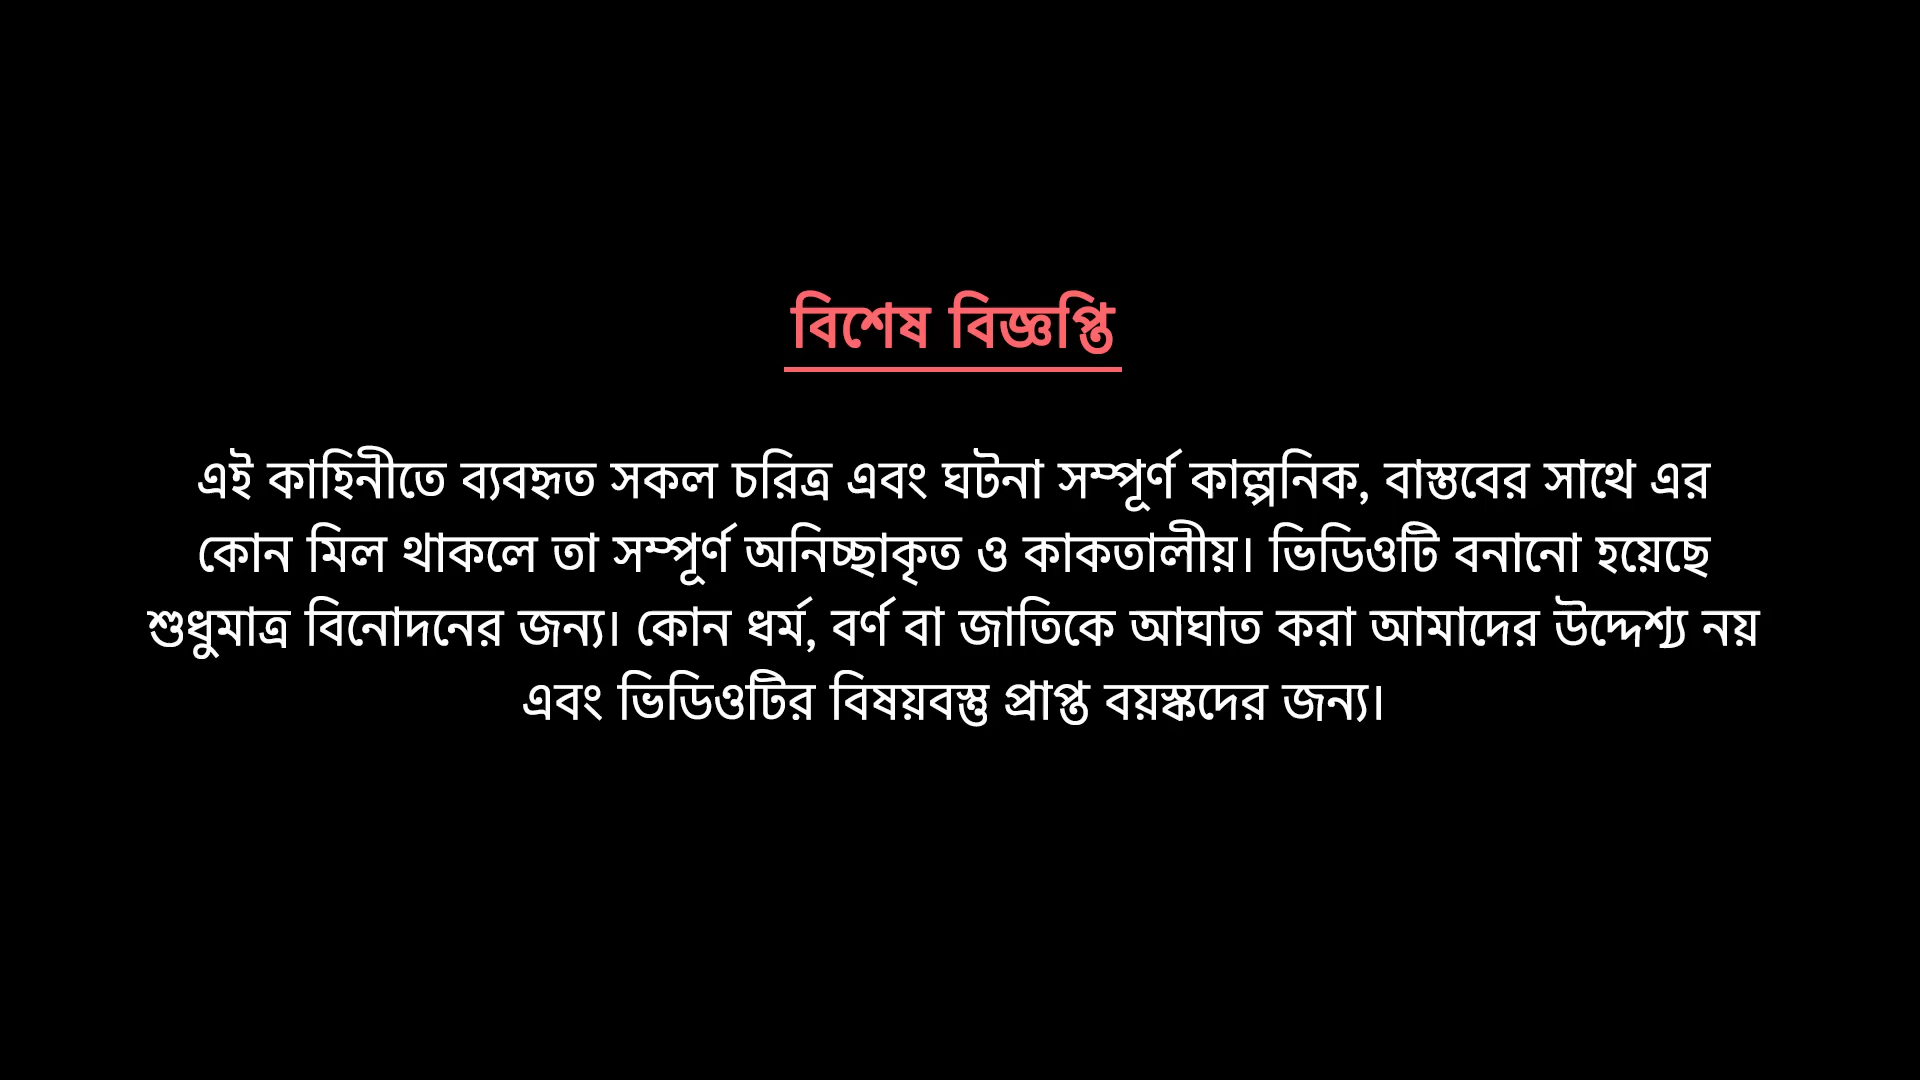 বিশেষ বিজ্ঞপ্তি
এই কাহিনীতে ব্যবহৃত সকল চরিত্র এবং ঘটনা সম্পূর্ণ কাল্পনিক, বাস্তবের সাথে এর
কোন মিল থাকলে তা সম্পূর্ণ অনিচ্ছাকৃত ও কাকতালীয়। ভিডিওটি বনানো হয়েছে
শুধুমাত্র বিনোদনের জন্য। কোন ধর্ম, বর্ণ বা জাতিকে আঘাত করা আমাদের উদ্দেশ্য নয়
এবং ভিডিওটির বিষয়বস্তু প্রাপ্ত বয়স্কদের জন্য।